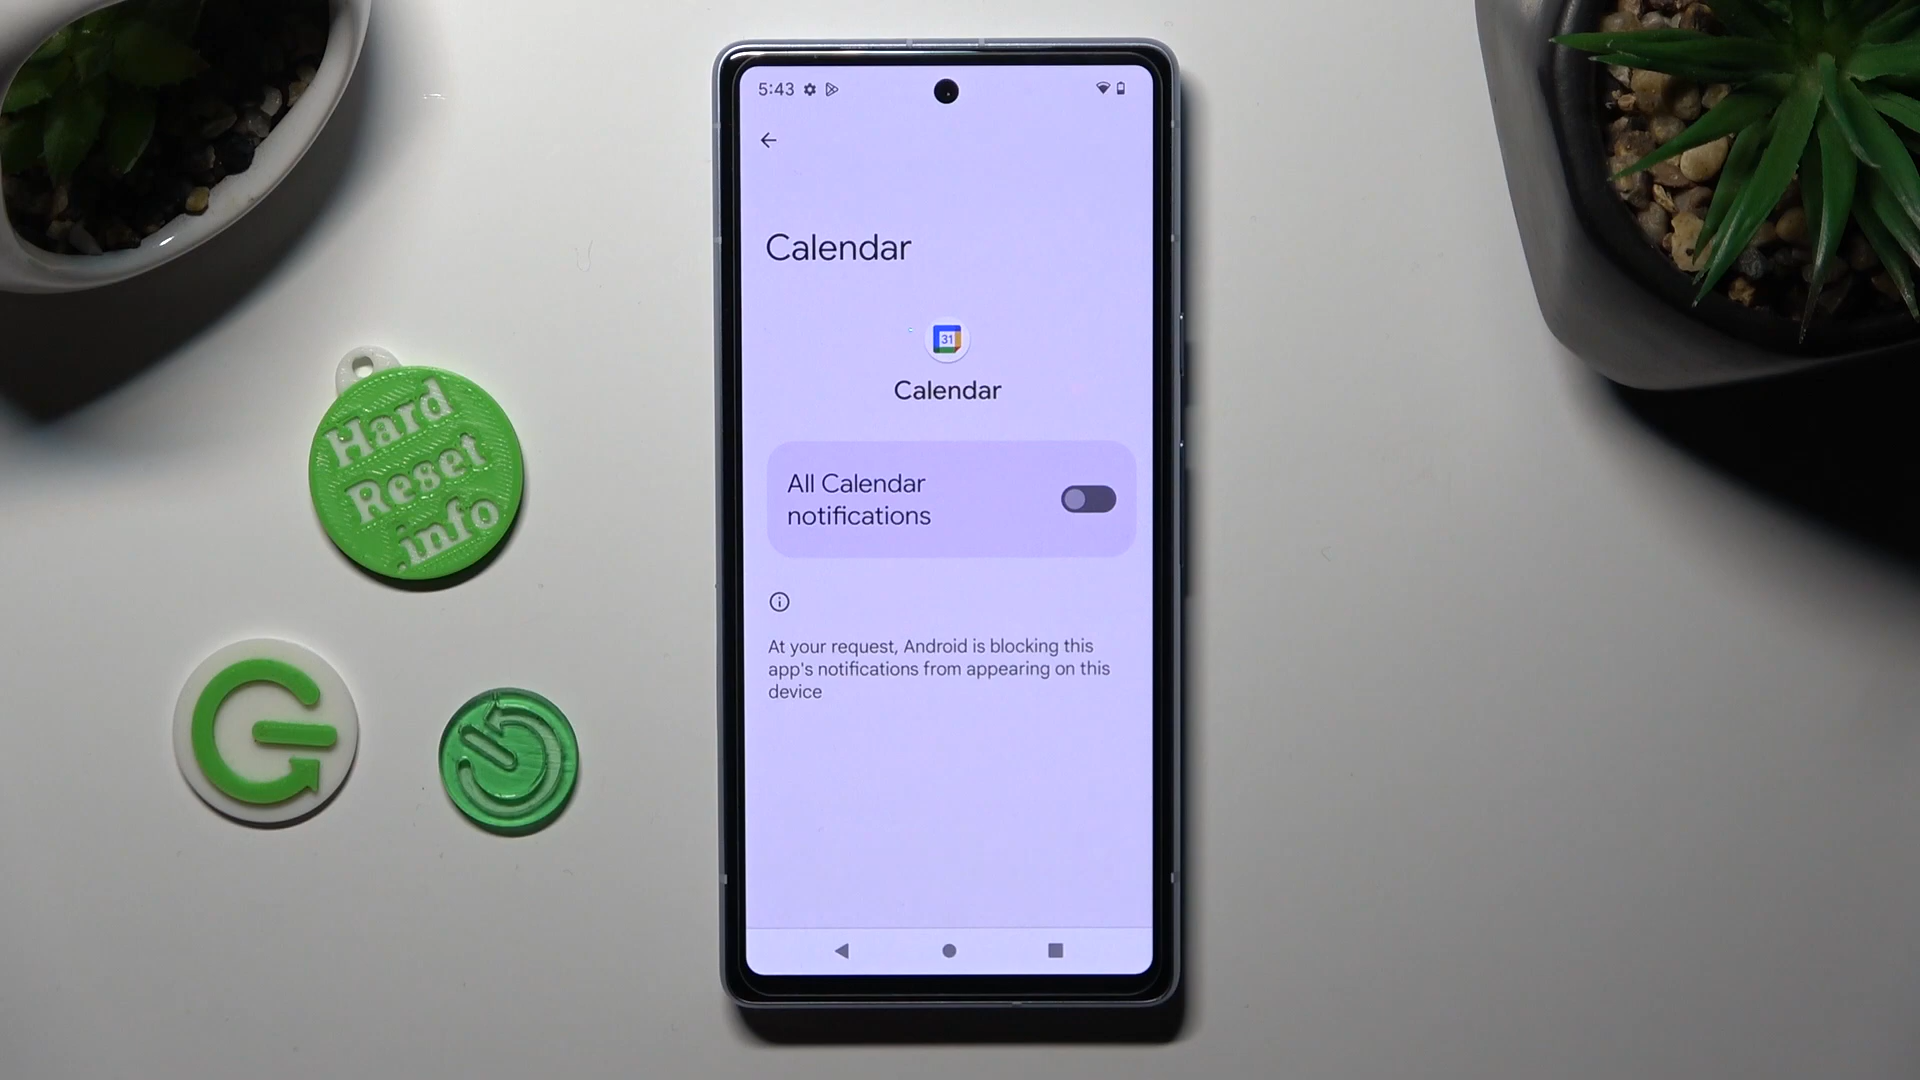 5:43
Calendar
31
Calendar
All Calendar
notifications
At your request, Android is blocking this
app's notifications from appearing on this
device
Hard
Reset
.info